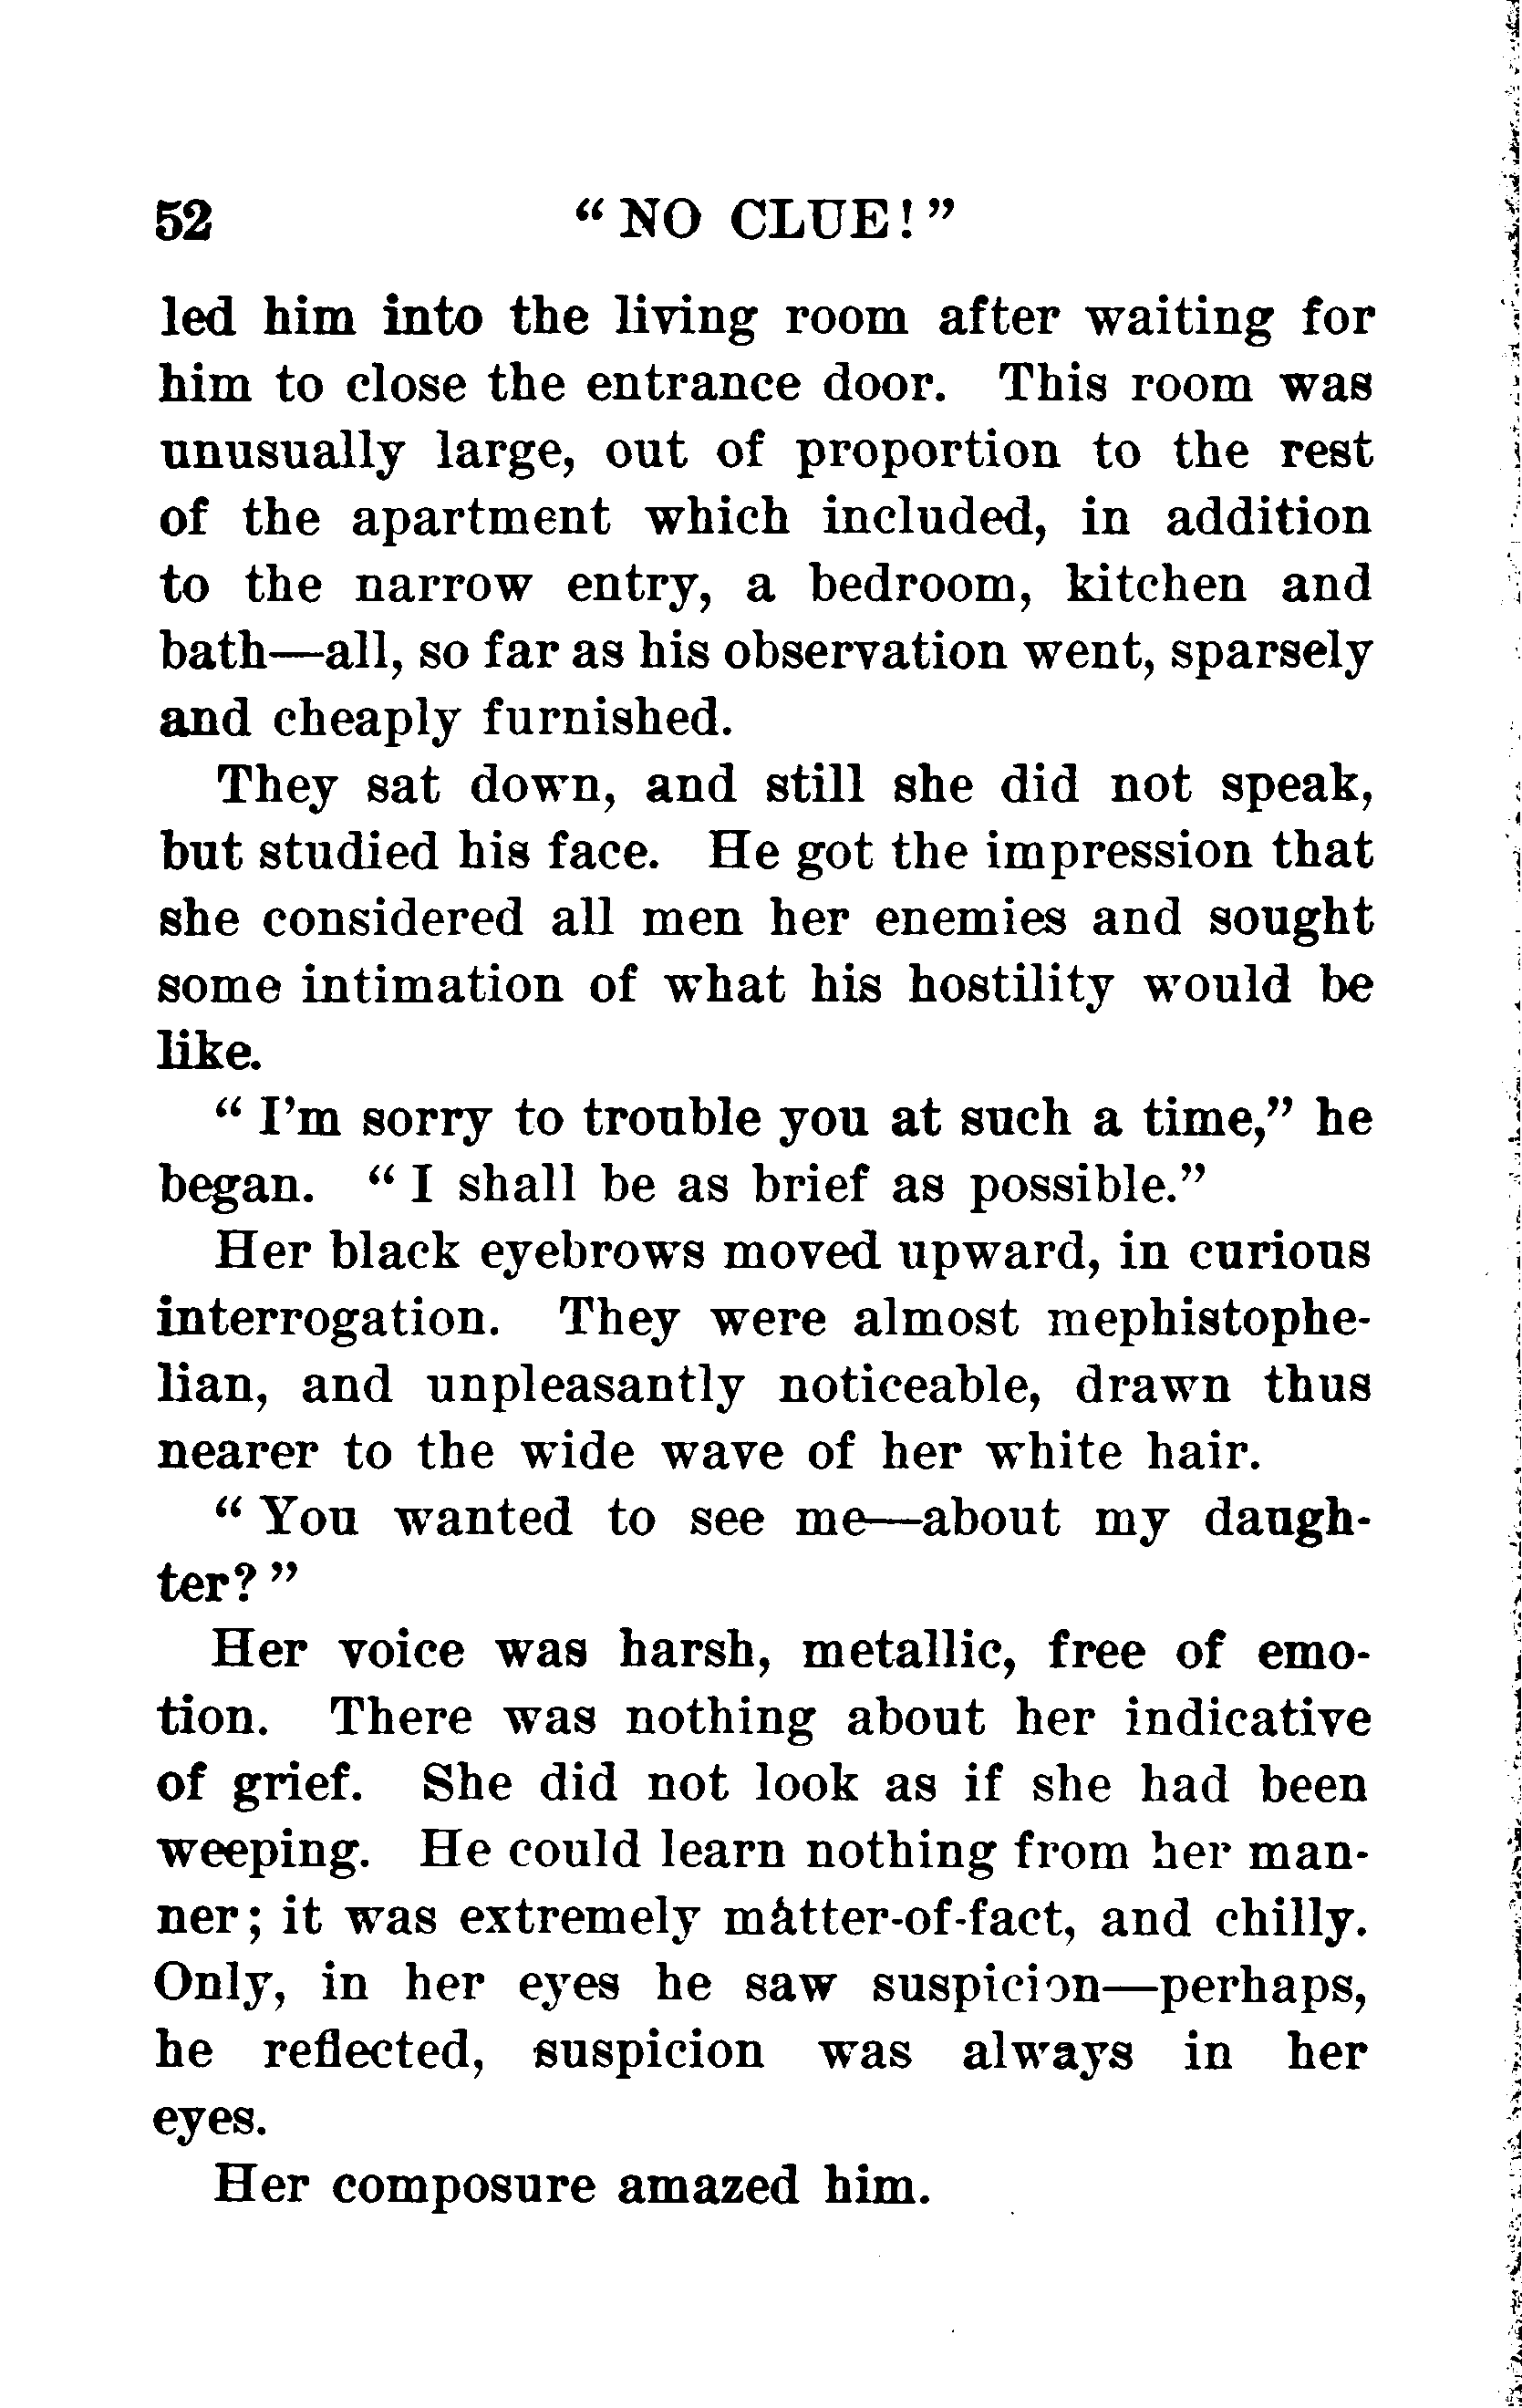 52 “ NO CLUE! ”
led him into the living room after waiting for
him to close the entrance door. This room was
unusually large, out of proportion to the rest
of the apartment which included, in addition
to the narrow entry, a bedroom, kitchen and
bath—all, so far as his observation went, sparsely
and cheaply furnished.
They sat down, and still she did not speak,
but studied his face. He got the impression that
she considered all men her enemies and sought
some intimation of what his hostility would be
like.
“ I’m sorry to trouble you at such a time,” he
began. “ I shall be as brief as possible.”
Her black eyebrows moved upward, in curious
interrogation. They were almost mephistophe-
lian, and unpleasantly noticeable, drawn thus
nearer to the wide wave of her white hair.
“ You wanted to see me—about my daugh-
ter? ”
Her voice was harsh, metallic, free of emo-
tion. There was nothing about her indicative
of grief. She did not look as if she had been
weeping. He could learn nothing from her man-
ner; it was extremely matter-of-fact, and chilly.
Only, in her eyes he saw suspicion—perhaps,
he reflected, suspicion was always in her
eyes.
Her composure amazed him.